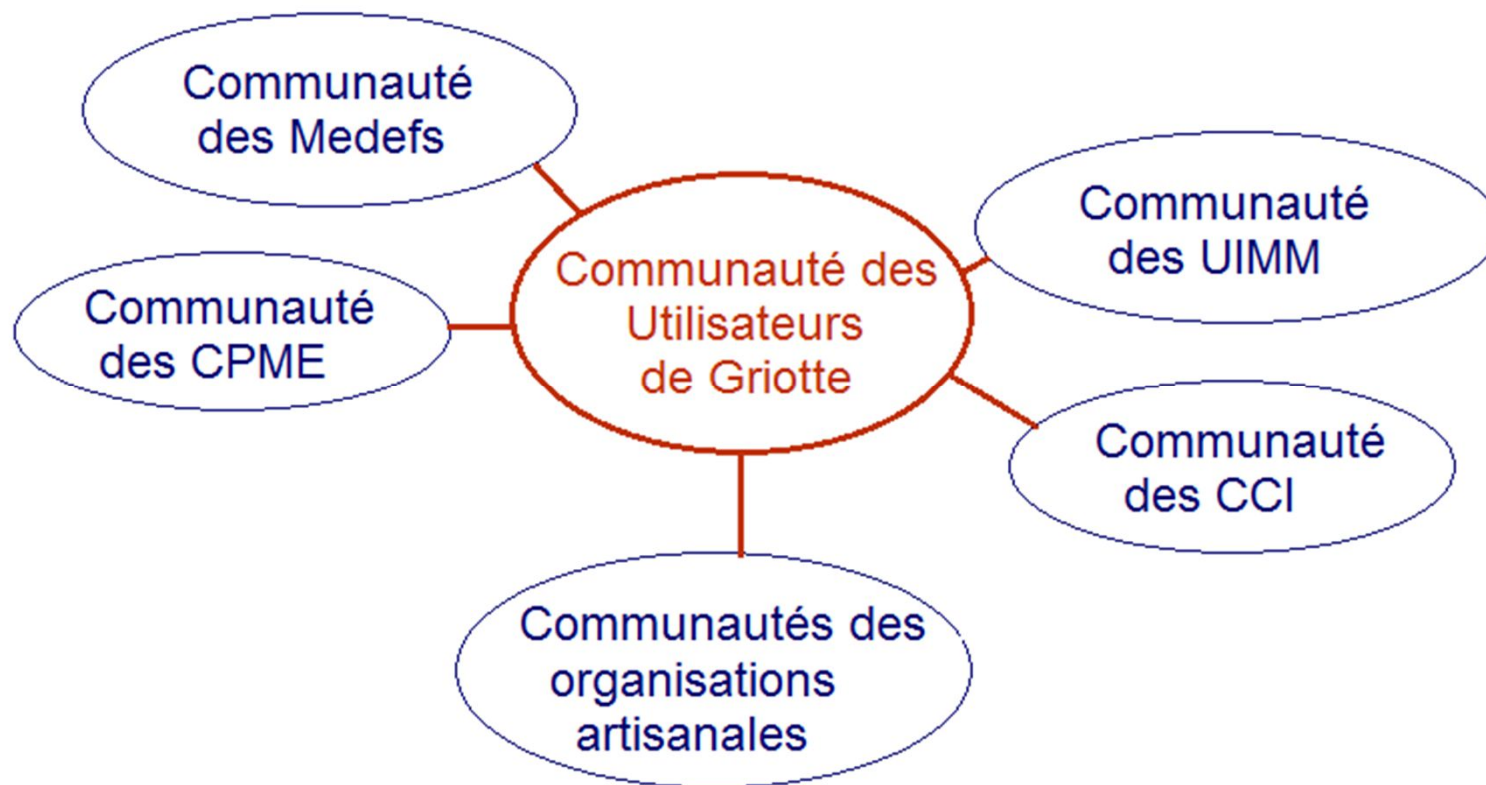 Communauté
des Medefs
Communauté
des UIMM
Communauté des
Utilisateurs
de Griotte
Communauté
des CPME
Communauté
des CCI
Communautés des
organisations
artisanales